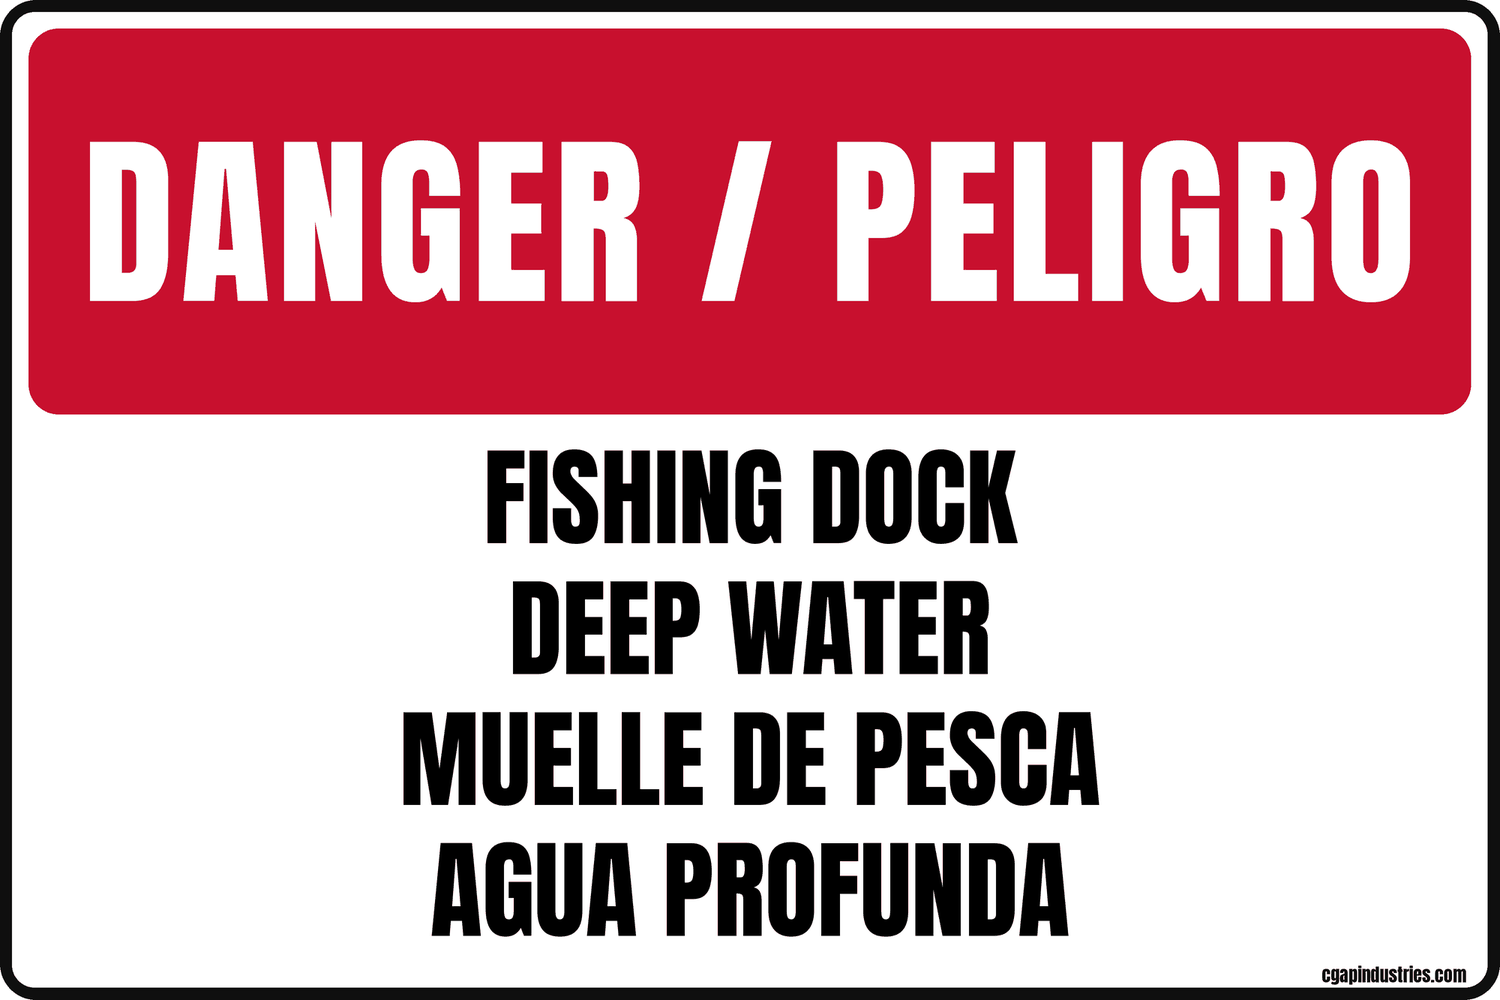 DANGER / PELIGRO
FISHING DOCK
DEEP WATER
MUELLE DE PESCA
AGUA PROFUNDA
cgapindustries.com